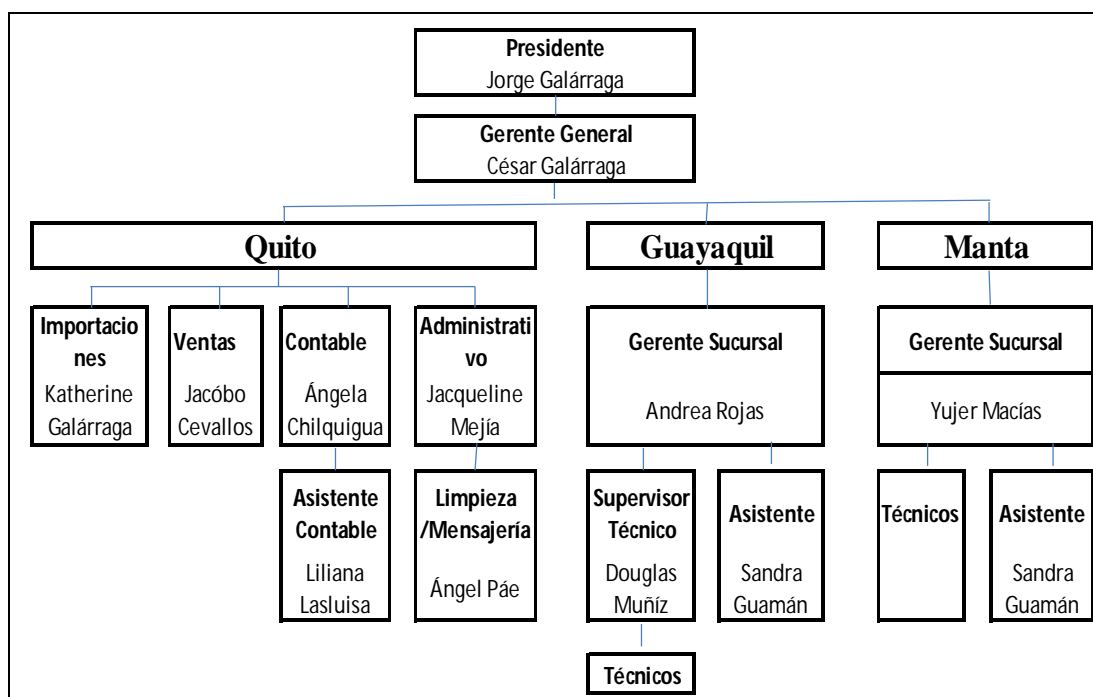 Presidente
Jorge Galárraga
Gerente General
César Galárraga
Quito
Guayaquil
Manta
Importacio
nes
Katherine
Galárraga
Ventas
Jacóbo
Cevallos
Contable
Ángela
Chilquigua
Administrati
vo
Jacqueline
Mejía
Gerente Sucursal
Andrea Rojas
Gerente Sucursal
Yujer Macías
Asistente
Contable
Liliana
Lasluisa
Limpieza
/Mensajería
Ángel Páe
Supervisor
Técnico
Douglas
Muñíz
Asistente
Sandra
Guamán
Técnicos
Asistente
Sandra
Guamán
Técnicos